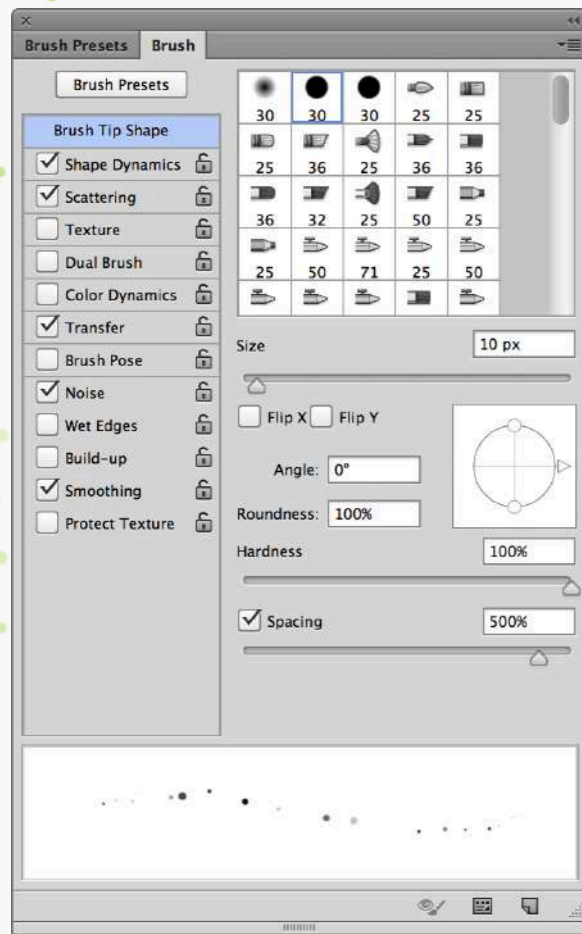 Brush Presets Brush
Brush Presets
Brush Tip Shape
Shape Dynamics
Scattering
Texture
Dual Brush
Color Dynamics
Transfer
Brush Pose
Noise
Wet Edges
Build-up
Smoothing
Protect Texture
30 30 30 25 25
25 36 25 36 36
36 32 25 50 25
25 50 71 25 50
Size 10 px
Flip X Flip Y
Angle: 0°
Roundness: 100%
Hardness 100%
Spacing 500%